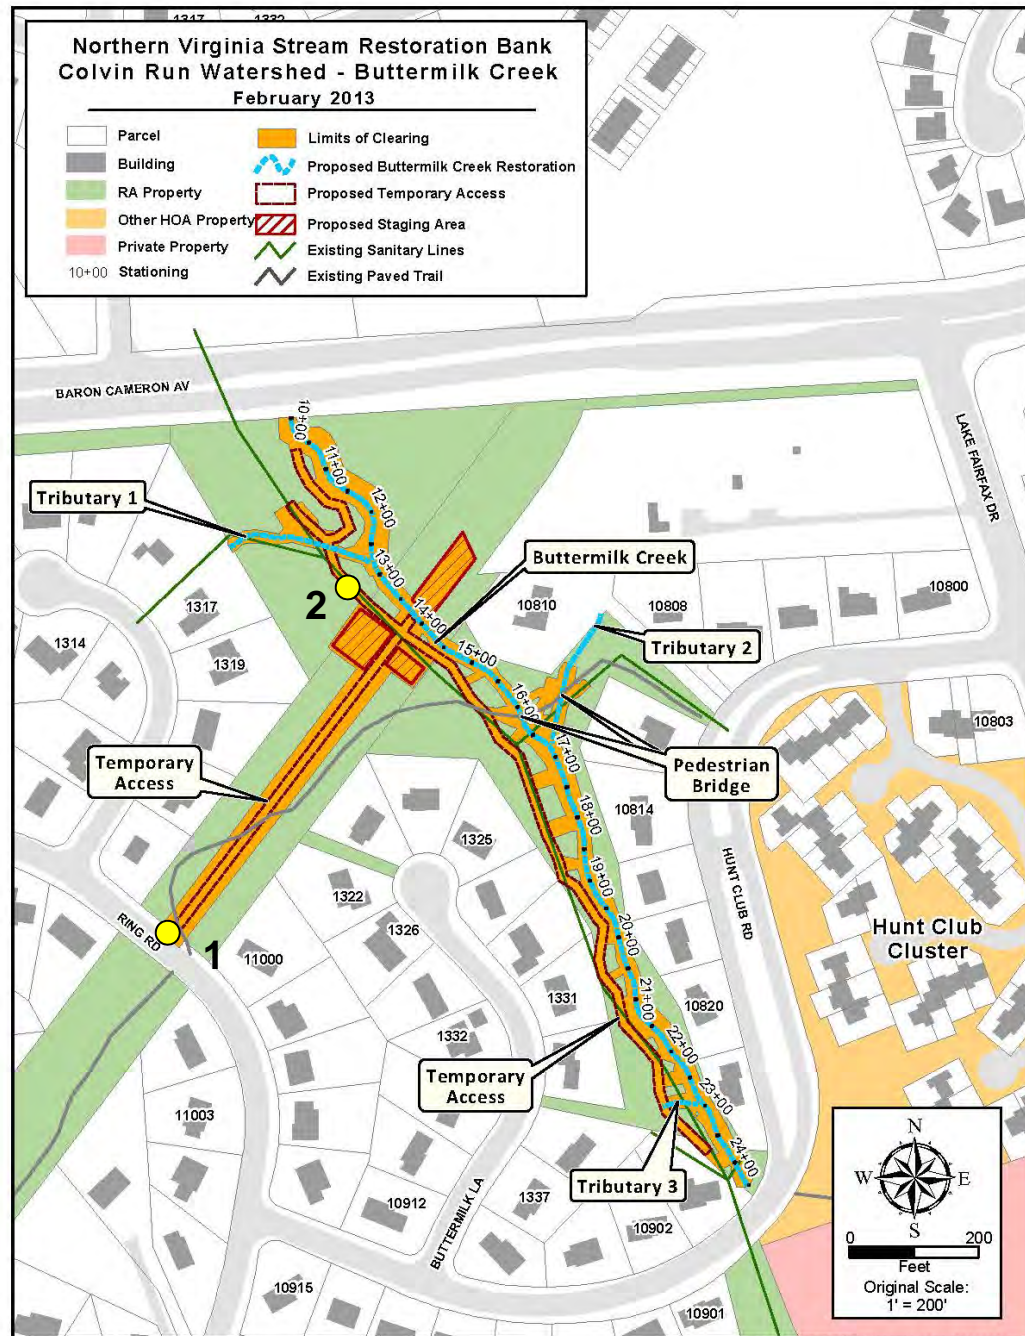 1317 1332
Northern Virginia Stream Restoration Bank
Colvin Run Watershed - Buttermilk Creek
February 2013
Parcel
Building
RA Property
Other HOA Property
Private Property
10+00 Stationing
Limits of Clearing
Proposed Buttermilk Creek Restoration
Proposed Temporary Access
Proposed Staging Area
Existing Sanitary Lines
Existing Paved Trail
BARON CAMERON AV
LAKE FAIRFAX DR
10+00
11+00
12+00
Tributary 1
13+00
Buttermilk Creek
2
14+00
10810
10808
10800
1317
1314
1319
15+00
Tributary 2
16+00
10803
17+00
Temporary
Access
Pedestrian
Bridge
18+00
10814
1325
19+00
1322
HUNT CLUB RD
1326
20+00
Hunt Club
Cluster
RING RD
1
11000
21+00
1331
10820
1332
22+00
Temporary
Access
23+00
11003
24+00
Tributary 3
10912
1337
BUTTERMILK LA
10902
10915
10901
N
W E
S
0 200
Feet
Original Scale:
1' = 200'